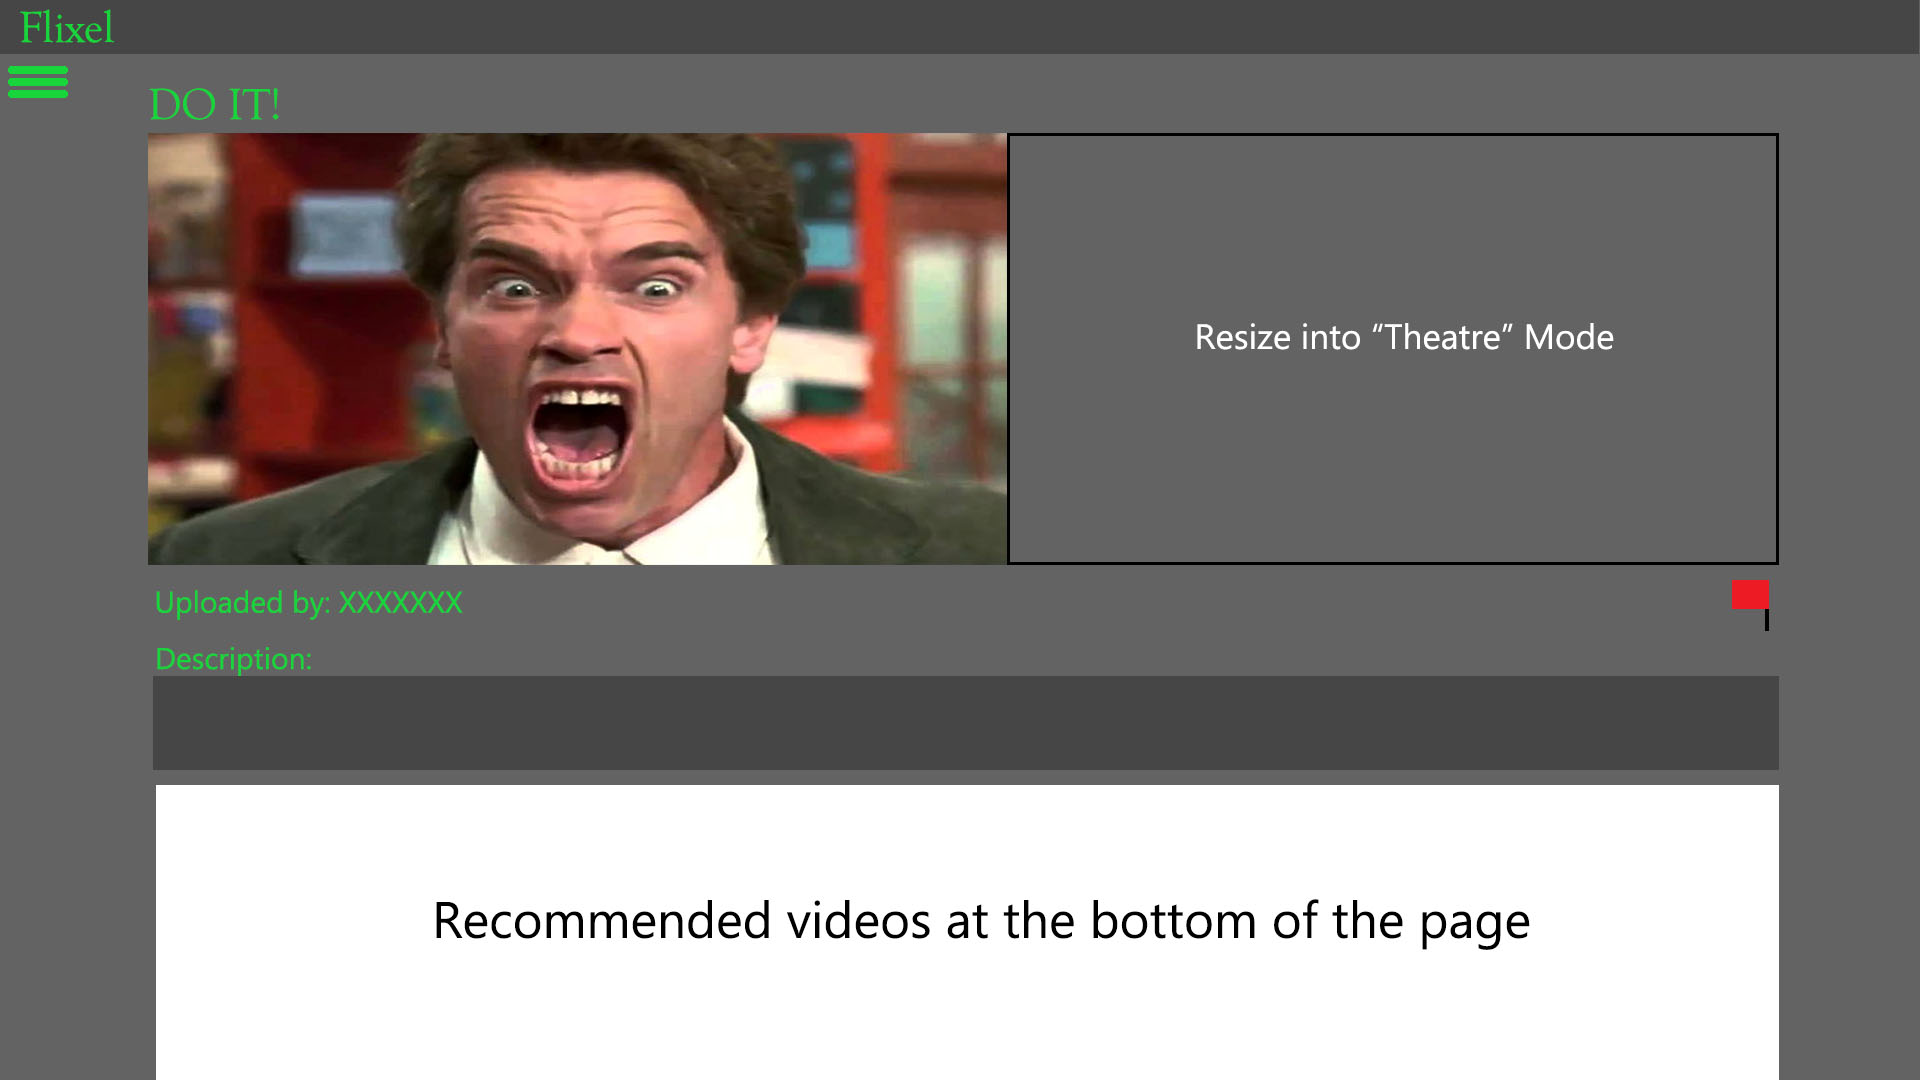 Flixel
DO IT!
Resize into “Theatre” Mode
Uploaded by: XXXXXXX
Description:
Recommended videos at the bottom of the page